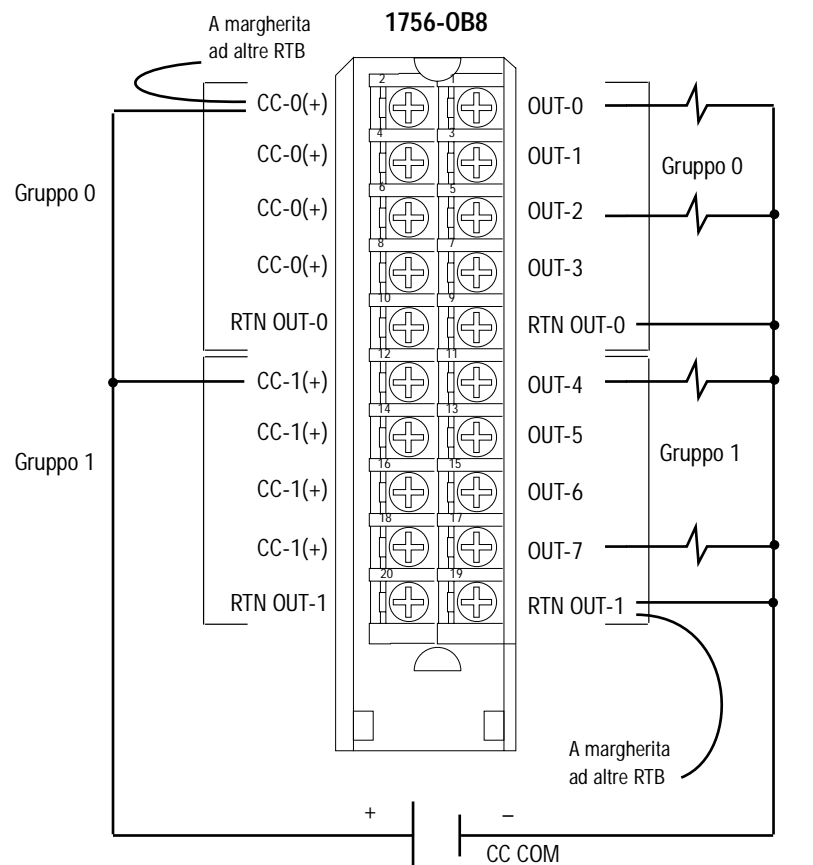 1756-OB8
A margherita
ad altre RTB
2 1
CC-0(+) OUT-0
4 3
CC-0(+) OUT-1
Gruppo 0 Gruppo 0
6 5
CC-0(+) OUT-2
8 7
CC-0(+) OUT-3
10 9
RTN OUT-0 RTN OUT-0
12 11
CC-1(+) OUT-4
14 13
CC-1(+) OUT-5
Gruppo 1 Gruppo 1
16 15
CC-1(+) OUT-6
18 17
CC-1(+) OUT-7
20 19
RTN OUT-1 RTN OUT-1
A margherita
ad altre RTB
+ –
CC COM